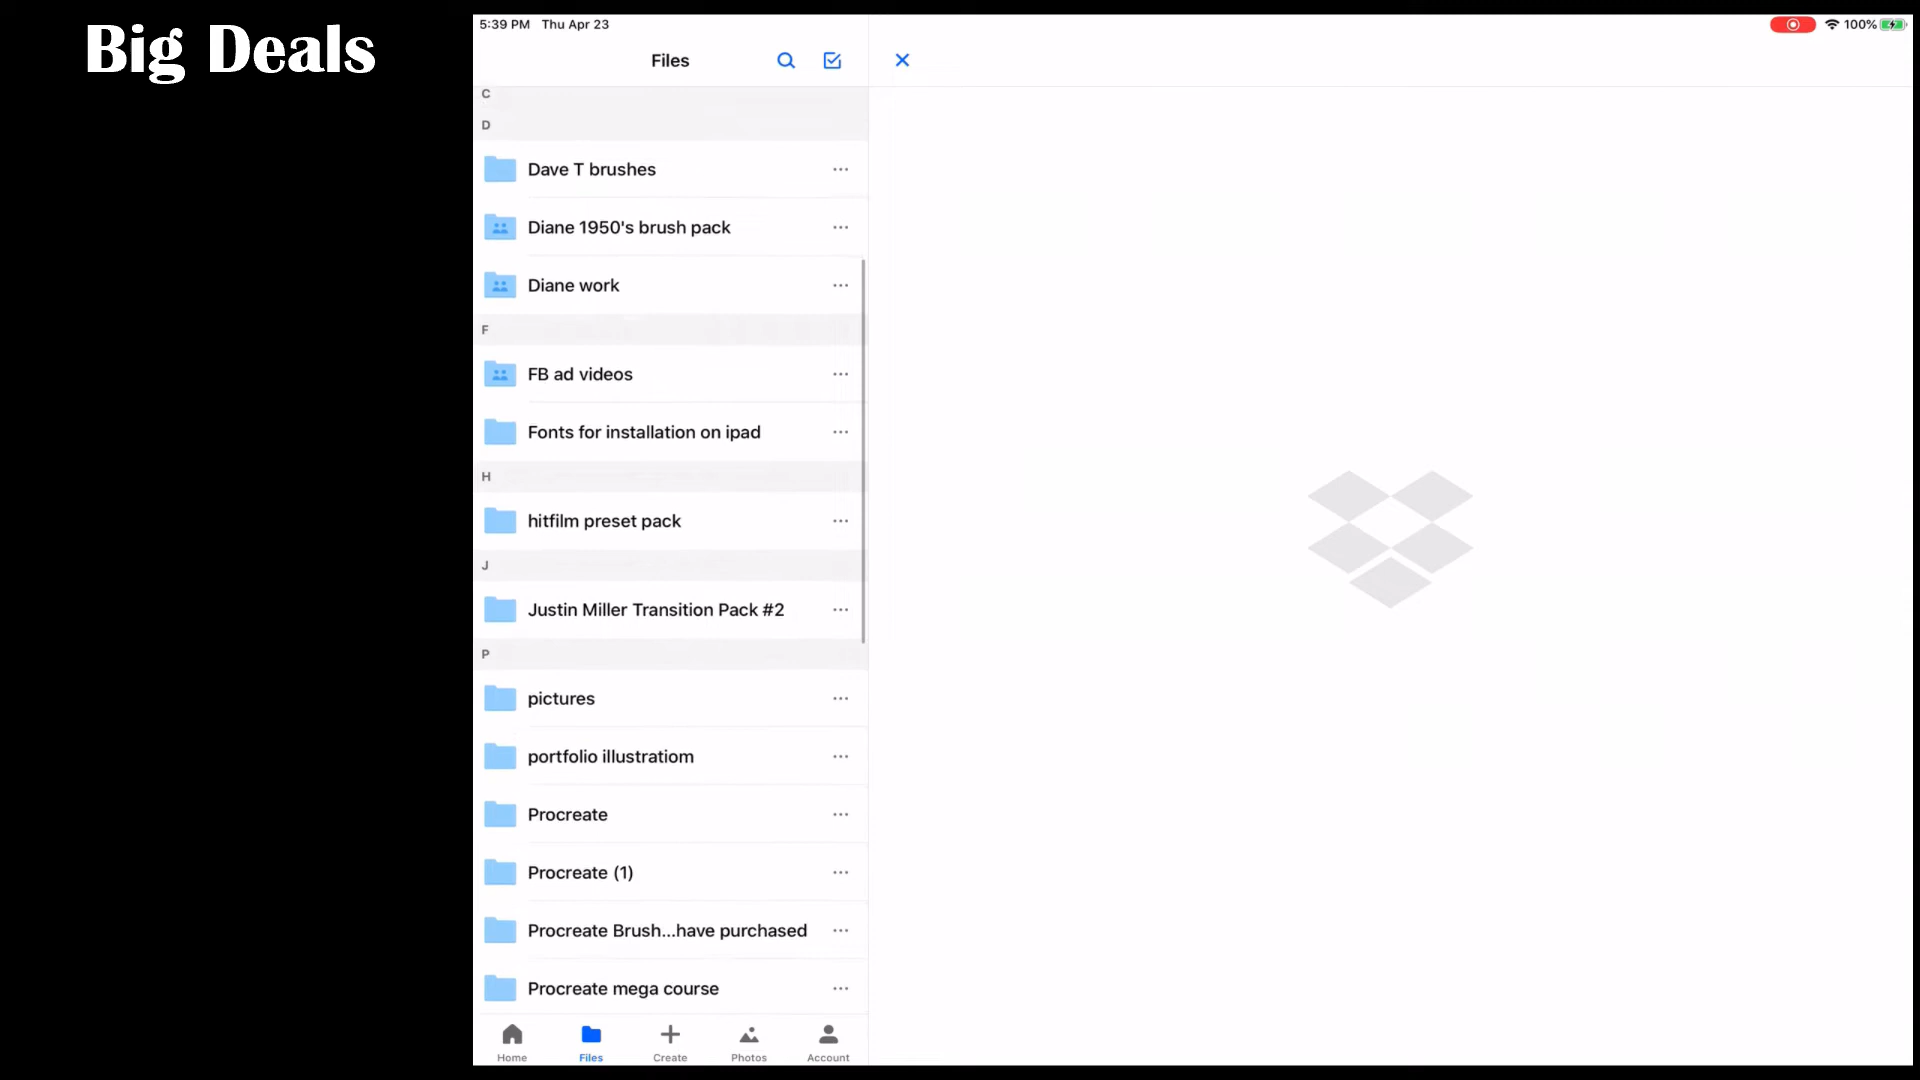 Big Deals
5:39 PM Thu Apr 23
100%
Files
C
D
Dave T brushes
Diane 1950's brush pack
Diane work
F
FB ad videos
Fonts for installation on ipad
H
hitfilm preset pack
J
Justin Miller Transition Pack #2
P
pictures
portfolio illustratiom
Procreate
Procreate (1)
Procreate Brush...have purchased
Procreate mega course
Home Files Create Photos Account